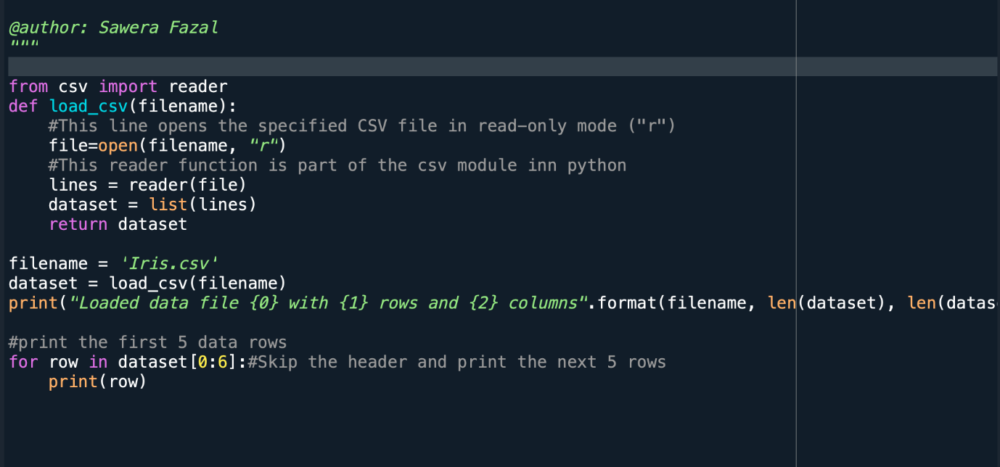 @author: Sawera Fazal
"""
from csv import reader
def load_csv(filename):
    #This line opens the specified CSV file in read-only mode ("r")
    file=open(filename, "r")
    #This reader function is part of the csv module inn python
    lines = reader(file)
    dataset = list(lines)
    return dataset
filename = 'Iris.csv'
dataset = load_csv(filename)
print("Loaded data file {0} with {1} rows and {2} columns".format(filename, len(dataset), len(datas
#print the first 5 data rows
for row in dataset[0:6]:#Skip the header and print the next 5 rows
    print(row)